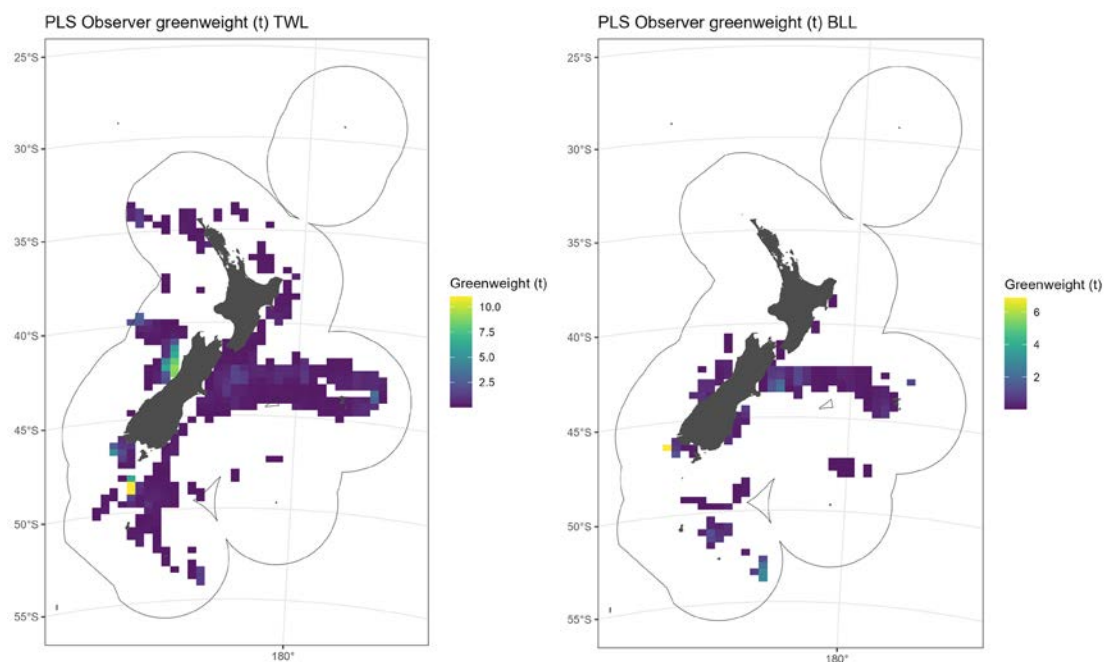 PLS Observer greenweight (t) TWL
25°S
30°S
35°S
40°S
45°S
50°S
55°S
180°
Greenweight (t)
10.0
7.5
5.0
2.5
PLS Observer greenweight (t) BLL
25°S
30°S
35°S
40°S
45°S
50°S
55°S
180°
Greenweight (t)
6
4
2